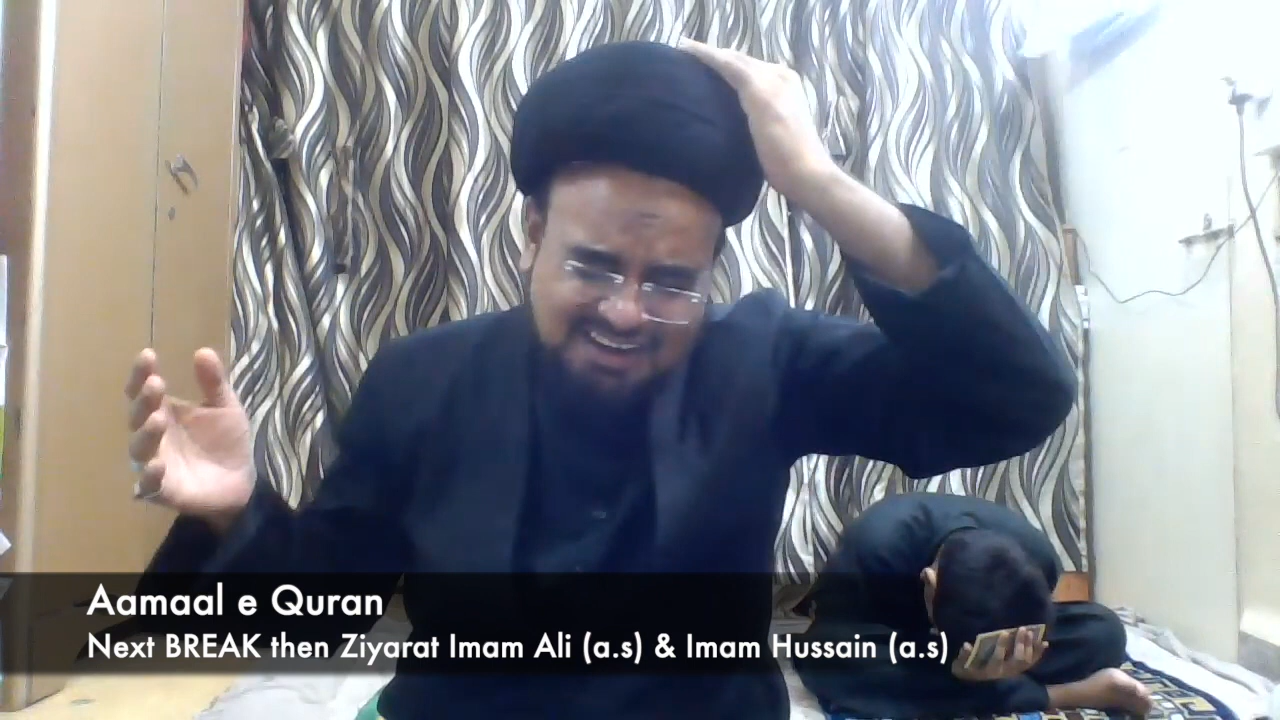 Aamaal e Quran
Next BREAK then Ziyarat Imam Ali (a.s) & Imam Hussain (a.s)